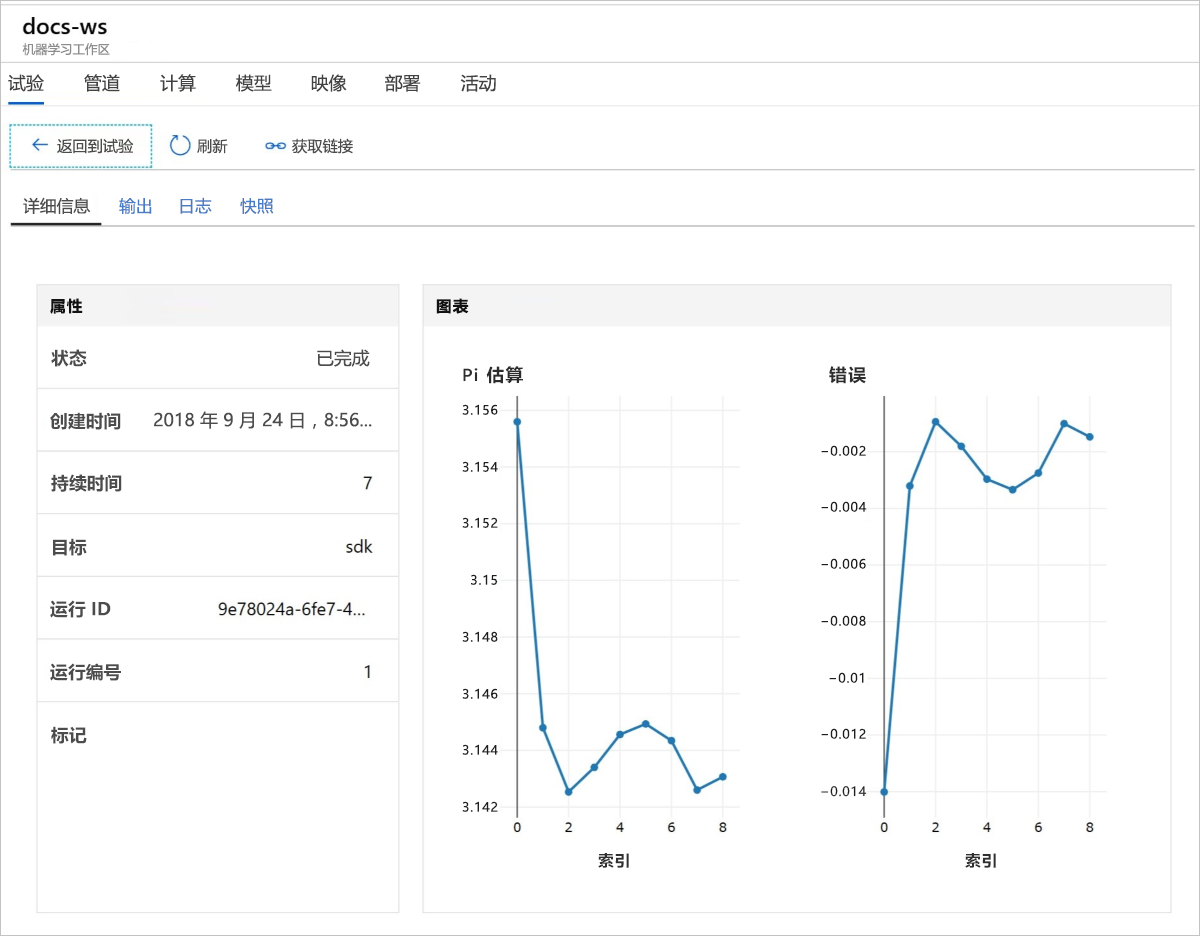 docs-ws
机器学习工作区
试验 管道 计算 模型 映像 部署 活动
返回到试验 刷新 获取链接
详细信息 输出 日志 快照
属性
状态 已完成
创建时间 2018 年 9 月 24 日，8:56...
持续时间 7
目标 sdk
运行 ID 9e78024a-6fe7-4...
运行编号 1
标记
图表
Pi 估算
3.156
3.154
3.152
3.15
3.148
3.146
3.144
3.142
0 2 4 6 8
索引
错误
−0.002
−0.004
−0.006
−0.008
−0.01
−0.012
−0.014
0 2 4 6 8
索引